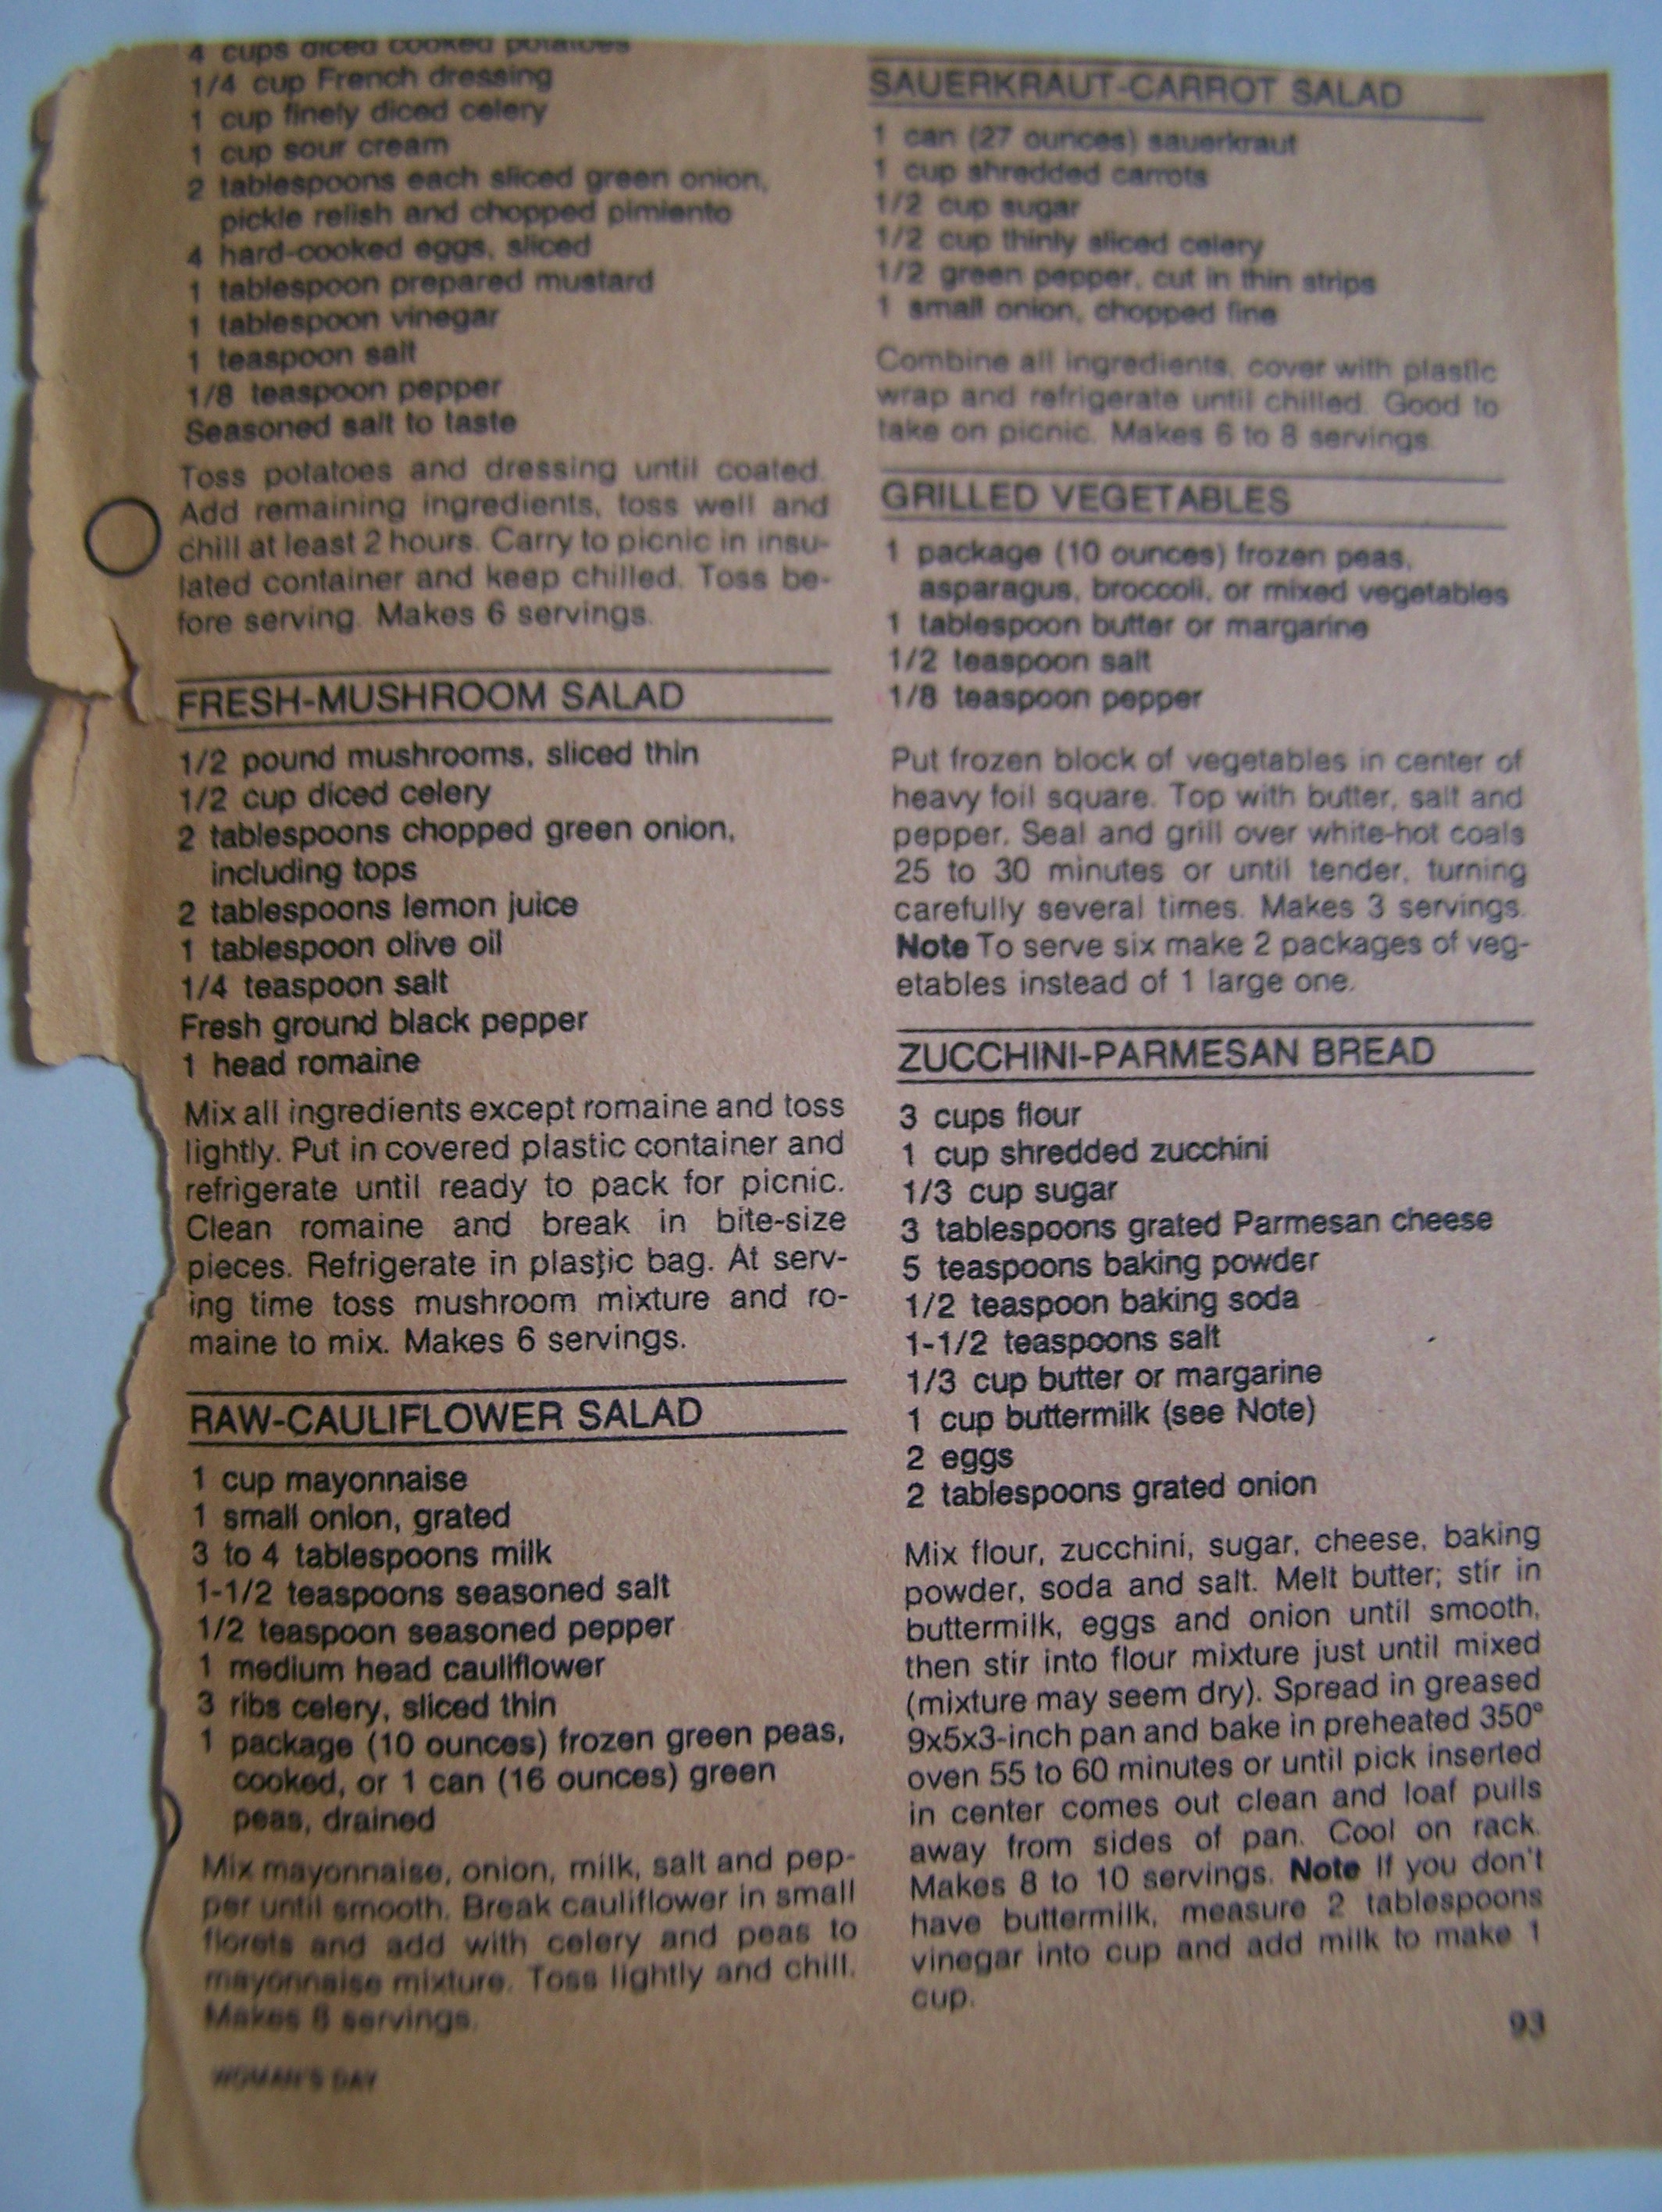 4 cups diced cooked potatoes
1/4 cup French dressing
1 cup finely diced celery
1 cup sour cream
2 tablespoons each sliced green onion,
pickle relish and chopped pimiento
4 hard-cooked eggs, sliced
1 tablespoon prepared mustard
1 tablespoon vinegar
1 teaspoon salt
1/8 teaspoon pepper
Seasoned salt to taste
Toss potatoes and dressing until coated.
Add remaining ingredients, toss well and
chill at least 2 hours. Carry to picnic in insu-
lated container and keep chilled. Toss be-
fore serving. Makes 6 servings.
FRESH-MUSHROOM SALAD
1/2 pound mushrooms, sliced thin
1/2 cup diced celery
2 tablespoons chopped green onion,
including tops
2 tablespoons lemon juice
1 tablespoon olive oil
1/4 teaspoon salt
Fresh ground black pepper
1 head romaine
Mix all ingredients except romaine and toss
lightly. Put in covered plastic container and
refrigerate until ready to pack for picnic.
Clean romaine and break in bite-size
pieces. Refrigerate in plastic bag. At serv-
ing time toss mushroom mixture and ro-
maine to mix. Makes 6 servings.
RAW-CAULIFLOWER SALAD
1 cup mayonnaise
1 small onion, grated
3 to 4 tablespoons milk
1-1/2 teaspoons seasoned salt
1/2 teaspoon seasoned pepper
1 medium head cauliflower
3 ribs celery, sliced thin
1 package (10 ounces) frozen green peas,
cooked, or 1 can (16 ounces) green
peas, drained
Mix mayonnaise, onion, milk, salt and pep-
per until smooth. Break cauliflower in small
florets and add with celery and peas to
mayonnaise mixture. Toss lightly and chill.
Makes 8 servings.
WOMAN'S DAY
SAUERKRAUT-CARROT SALAD
1 can (27 ounces) sauerkraut
1 cup shredded carrots
1/2 cup sugar
1/2 cup thinly sliced celery
1/2 green pepper, cut in thin strips
1 small onion, chopped fine
Combine all ingredients, cover with plastic
wrap and refrigerate until chilled. Good to
take on picnic. Makes 6 to 8 servings.
GRILLED VEGETABLES
1 package (10 ounces) frozen peas,
asparagus, broccoli, or mixed vegetables
1 tablespoon butter or margarine
1/2 teaspoon salt
1/8 teaspoon pepper
Put frozen block of vegetables in center of
heavy foil square. Top with butter, salt and
pepper. Seal and grill over white-hot coals
25 to 30 minutes or until tender, turning
carefully several times. Makes 3 servings.
Note To serve six make 2 packages of veg-
etables instead of 1 large one.
ZUCCHINI-PARMESAN BREAD
3 cups flour
1 cup shredded zucchini
1/3 cup sugar
3 tablespoons grated Parmesan cheese
5 teaspoons baking powder
1/2 teaspoon baking soda
1-1/2 teaspoons salt
1/3 cup butter or margarine
1 cup buttermilk (see Note)
2 eggs
2 tablespoons grated onion
Mix flour, zucchini, sugar, cheese, baking
powder, soda and salt. Melt butter; stir in
buttermilk, eggs and onion until smooth,
then stir into flour mixture just until mixed
(mixture may seem dry). Spread in greased
9x5x3-inch pan and bake in preheated 350°
oven 55 to 60 minutes or until pick inserted
in center comes out clean and loaf pulls
away from sides of pan. Cool on rack.
Makes 8 to 10 servings. Note If you don't
have buttermilk, measure 2 tablespoons
vinegar into cup and add milk to make 1
cup.
93